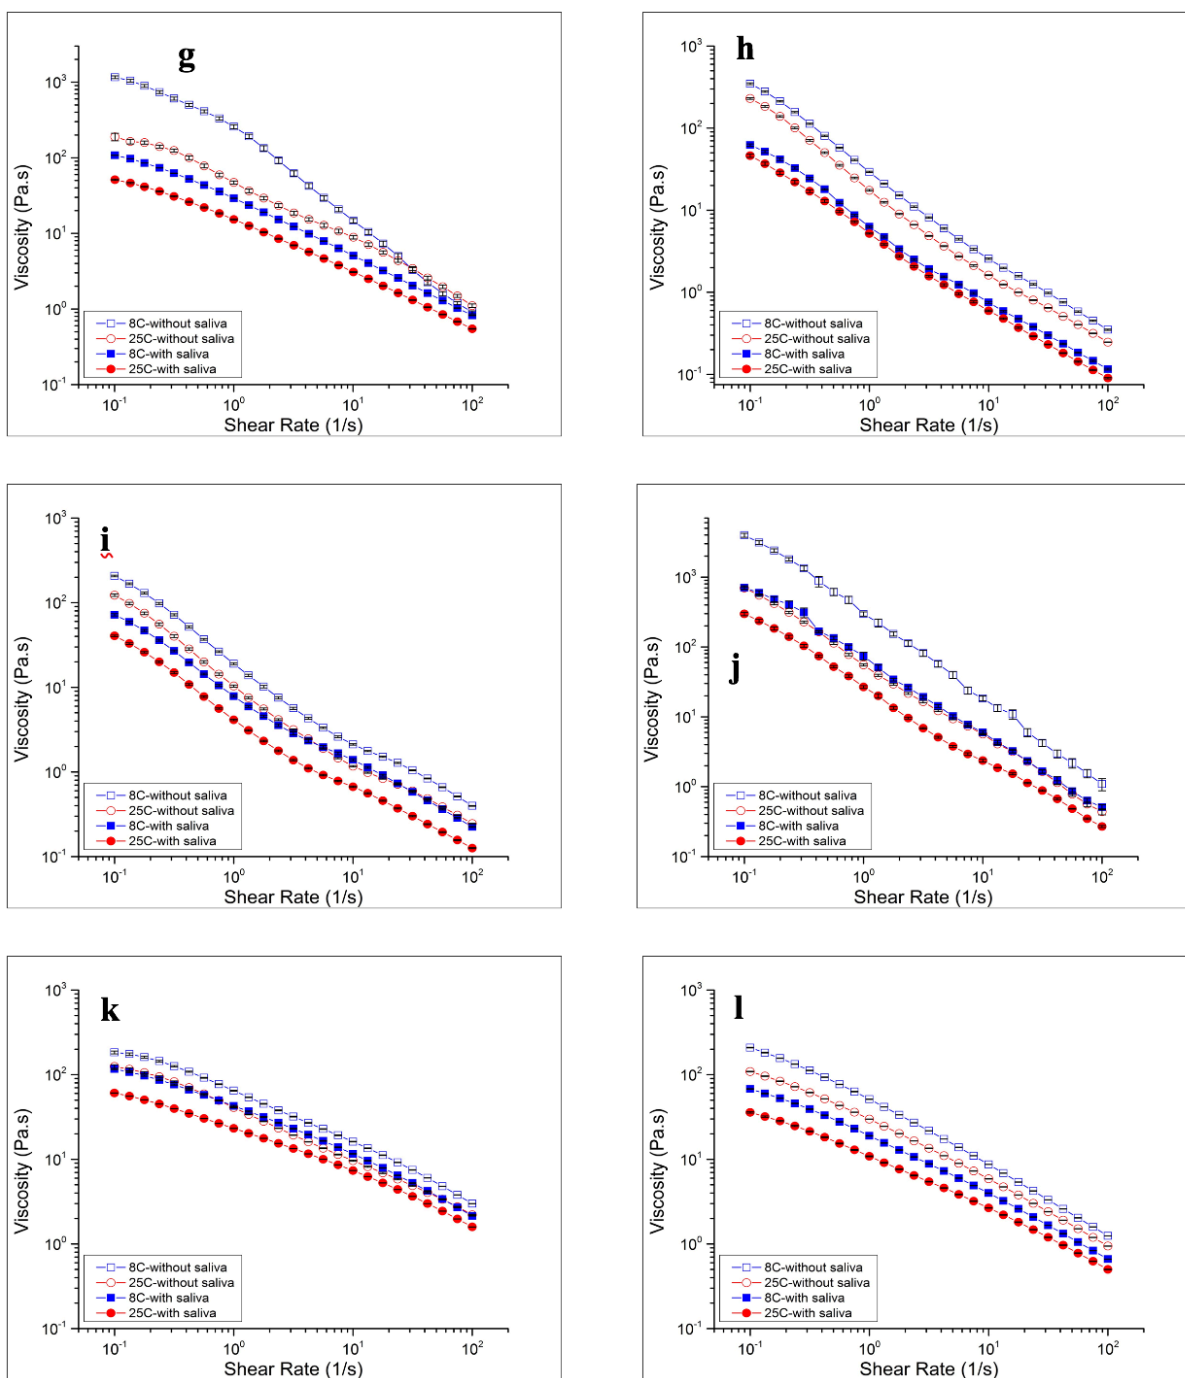 g
10³
10²
10¹
10⁰
10⁻¹
Viscosity (Pa.s)
8C-without saliva
25C-without saliva
8C-with saliva
25C-with saliva
10⁻¹ 10⁰ 10¹ 10²
Shear Rate (1/s)
h
10³
10²
10¹
10⁰
10⁻¹
Viscosity (Pa.s)
8C-without saliva
25C-without saliva
8C-with saliva
25C-with saliva
10⁻¹ 10⁰ 10¹ 10²
Shear Rate (1/s)
i
10³
10²
10¹
10⁰
10⁻¹
Viscosity (Pa.s)
8C-without saliva
25C-without saliva
8C-with saliva
25C-with saliva
10⁻¹ 10⁰ 10¹ 10²
Shear Rate (1/s)
j
10³
10²
10¹
10⁰
10⁻¹
Viscosity (Pa.s)
8C-without saliva
25C-without saliva
8C-with saliva
25C-with saliva
10⁻¹ 10⁰ 10¹ 10²
Shear Rate (1/s)
k
10³
10²
10¹
10⁰
10⁻¹
Viscosity (Pa.s)
8C-without saliva
25C-without saliva
8C-with saliva
25C-with saliva
10⁻¹ 10⁰ 10¹ 10²
Shear Rate (1/s)
l
10³
10²
10¹
10⁰
10⁻¹
Viscosity (Pa.s)
8C-without saliva
25C-without saliva
8C-with saliva
25C-with saliva
10⁻¹ 10⁰ 10¹ 10²
Shear Rate (1/s)